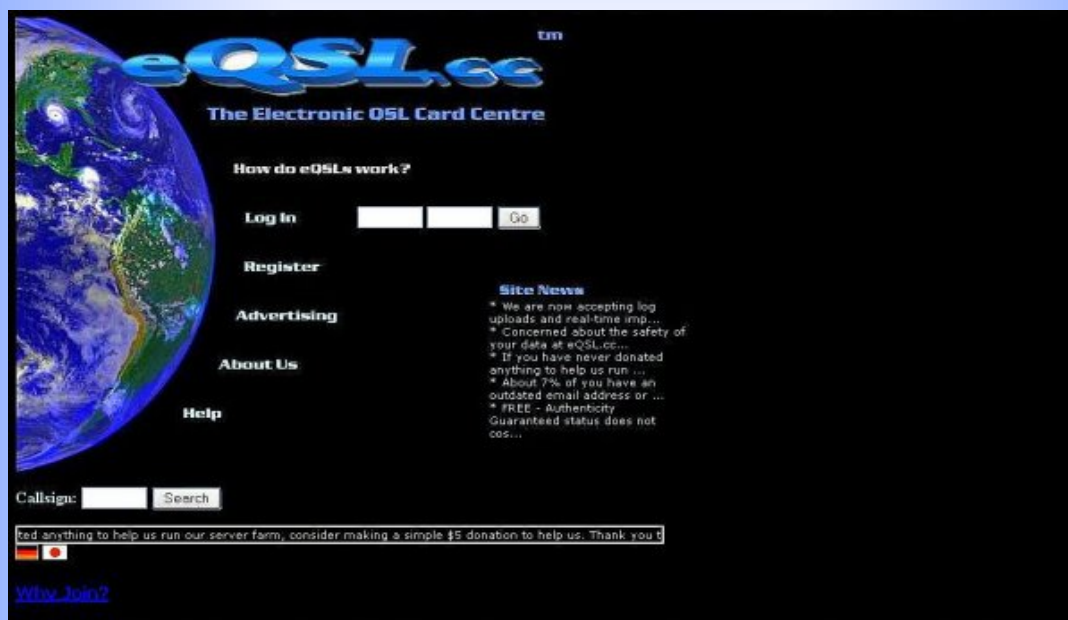 eQSL.cc tm
The Electronic QSL Card Centre
How do eQSLs work?
Log In Go
Register
Advertising
About Us
Help
Site News
* We are now accepting log
uploads and real-time imp...
* Concerned about the safety of
your data at eQSL.cc...
* If you have never donated
anything to help us run ...
* About 7% of you have an
outdated email address or ...
* FREE - Authenticity
Guaranteed status does not
cos...
Callsign: Search
ted anything to help us run our server farm, consider making a simple $5 donation to help us. Thank you t
Why Join?